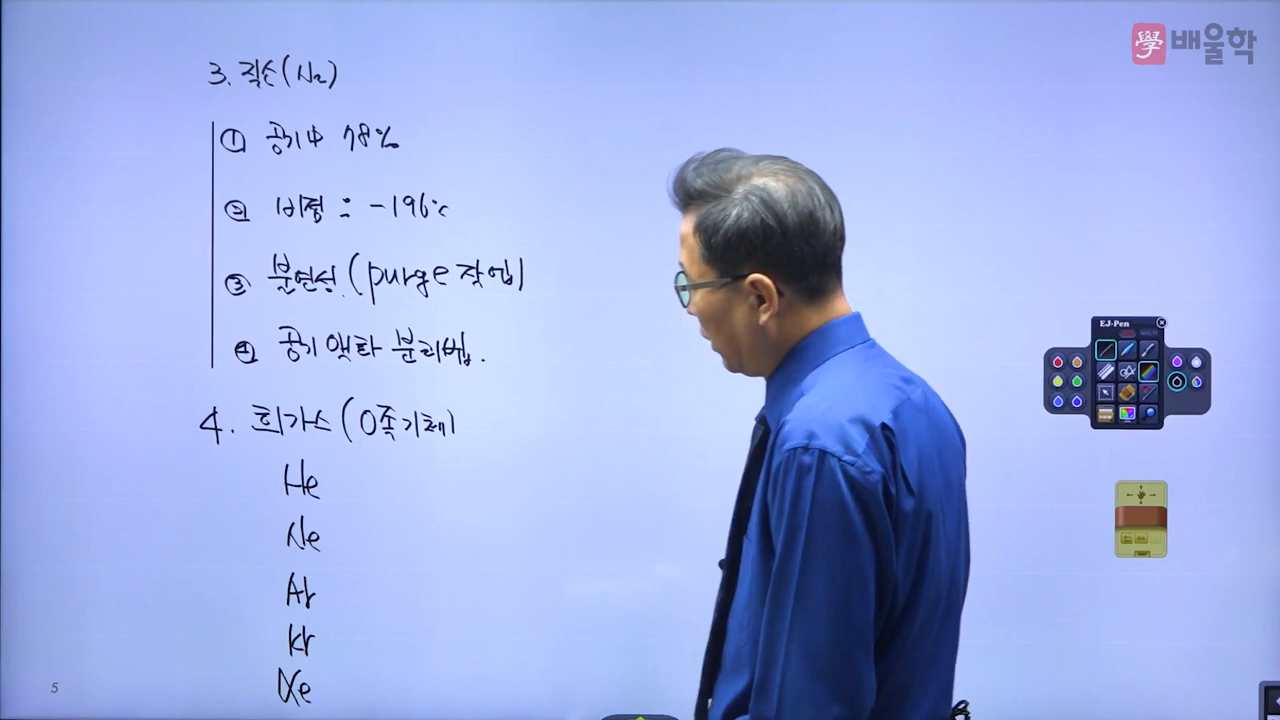 學 배울학
3. 질소(N2)
① 공기中 78%
② 비점 : -196℃
③ 불연성.(purge 작업)
④ 공기액화 분리법.
4. 희가스(0족기체)
He
Ne
Ar
Kr
Xe
EJ-Pen
5